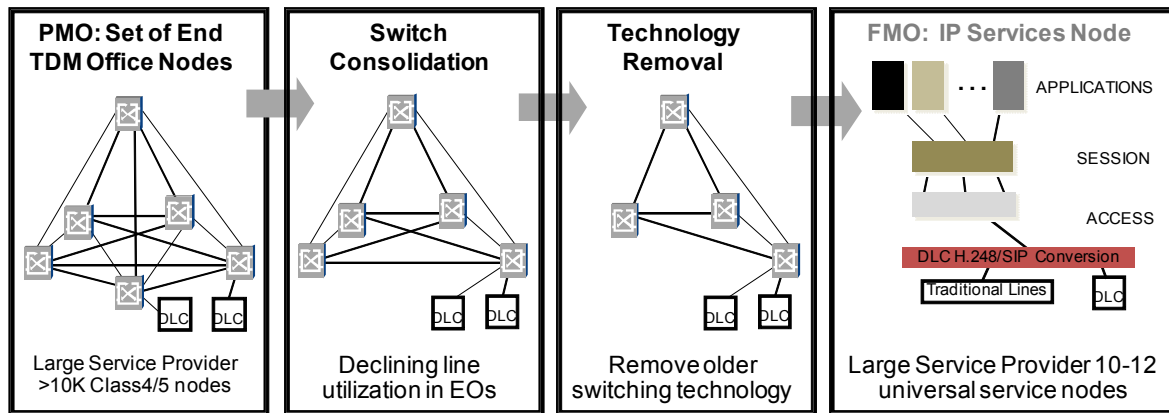 PMO: Set of End
TDM Office Nodes
DLC
DLC
Large Service Provider
>10K Class4/5 nodes
Switch
Consolidation
DLC
DLC
Declining line
utilization in EOs
Technology
Removal
DLC
DLC
Remove older
switching technology
FMO: IP Services Node
...
APPLICATIONS
SESSION
ACCESS
DLC H.248/SIP Conversion
Traditional Lines
DLC
Large Service Provider 10-12
universal service nodes